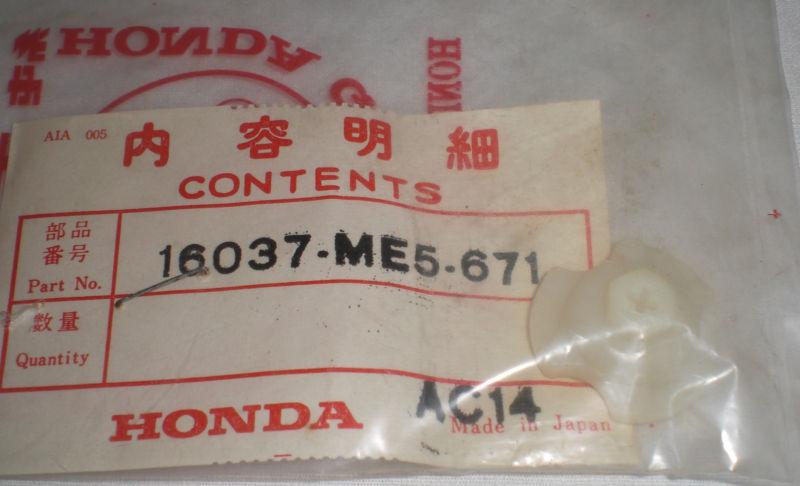 HONDA
HONDA
AIA 005
内容明細
CONTENTS
部品
番号
Part No.
16037-ME5-671
数量
Quantity
AC14
HONDA
Made in Japan